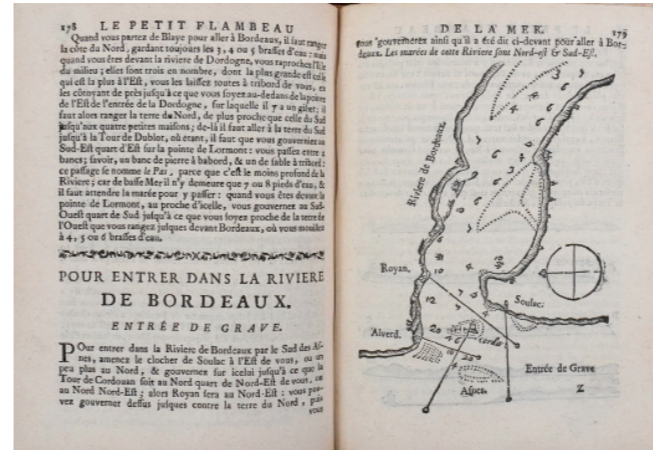 178 LE PETIT FLAMBEAU
Quand vous partez de Blaye pour aller à Bordeaux, il faut ranger
la côte du Nord, gardant toujours les 3, 4 ou 5 brasses d'eau : mais
quand vous êtes devant la riviere de Dordogne, vous raprochez l'Isle
du milieu ; elles sont trois en nombre, dont la plus grande est celle
qui est la plus à l'Est, vous les laissez toutes à tribord de vous, et
les côtoyant de près jusqu'à ce que vous soyez au-dedans de la pointe
de l'Est de l'entrée de la Dordogne, sur laquelle il y a un gibet ; il
faut alors ranger la terre du Nord, de plus proche que celle du Sud
jusqu'aux quatre petites maisons ; de-là il faut aller à la terre du Sud
jusqu'à la Tour de Dublot, où étant, il faut que vous gouverniez au
Sud-Est quart d'Est sur la pointe de Lormont : vous passez entre 2
bancs; savoir, un banc de pierre à babord, & un de sable à tribord:
ce passage se nomme le Pas, parce que c'est le moins profond de la
Riviere ; car de basse Mer il n'y demeure que 7 ou 8 pieds d'eau, &
il faut attendre la marée pour y passer : quand vous êtes devant la
pointe de Lormont, au proche d'icelle, vous gouvernez au Sud-
Ouest quart de Sud jusqu'à ce que vous soyez proche de la terre de
l'Ouest que vous rangez jusques devant Bordeaux, où vous mouillez
à 4, 5 ou 6 brasses d'eau.
POUR ENTRER DANS LA RIVIERE
DE BORDEAUX.
ENTRÉE DE GRAVE.
POur entrer dans la Riviere de Bordeaux par le Sud des As-
nes, amenez le clocher de Soulac à l'Est de vous, ou un
peu plus au Nord, & gouvernez sur icelui jusqu'à ce que la
Tour de Cordouan soit au Nord quart de Nord-Est de vous, ou
au Nord Nord-Est ; alors Royan sera au Nord-Est : vous pou-
vez gouverner dessus jusques contre la terre du Nord, puis
vous
DE LA MER. 179
vous gouvernerez ainsi qu'il a été dit ci-devant pour aller à Bor-
deaux. Les marées de cette Riviere sont Nord-est & Sud-Est.
Riviere de Bordeaux.
Royan.
Soulac.
Alverd.
Cordo
Entrée de Grave
Asnes.
Z